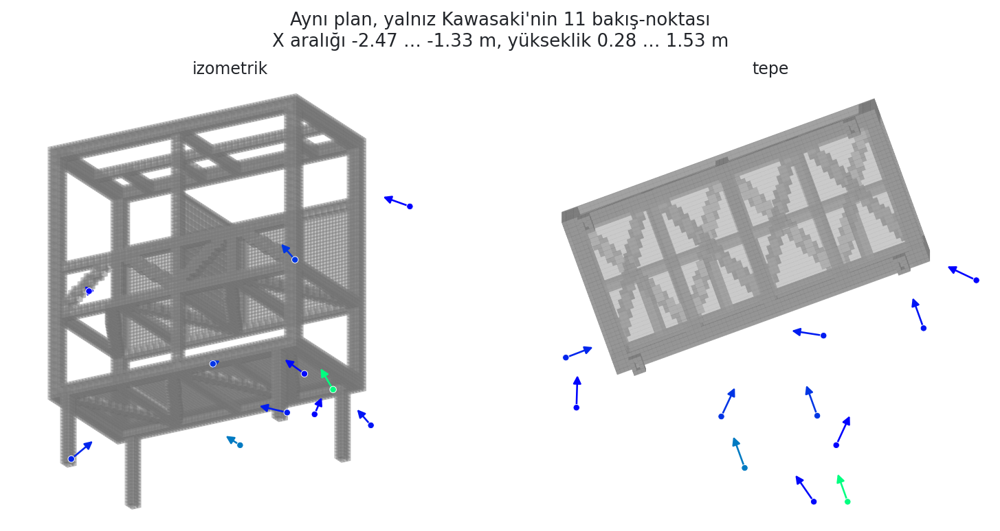 Aynı plan, yalnız Kawasaki'nin 11 bakış-noktası
X aralığı -2.47 … -1.33 m, yükseklik 0.28 … 1.53 m
izometrik
tepe